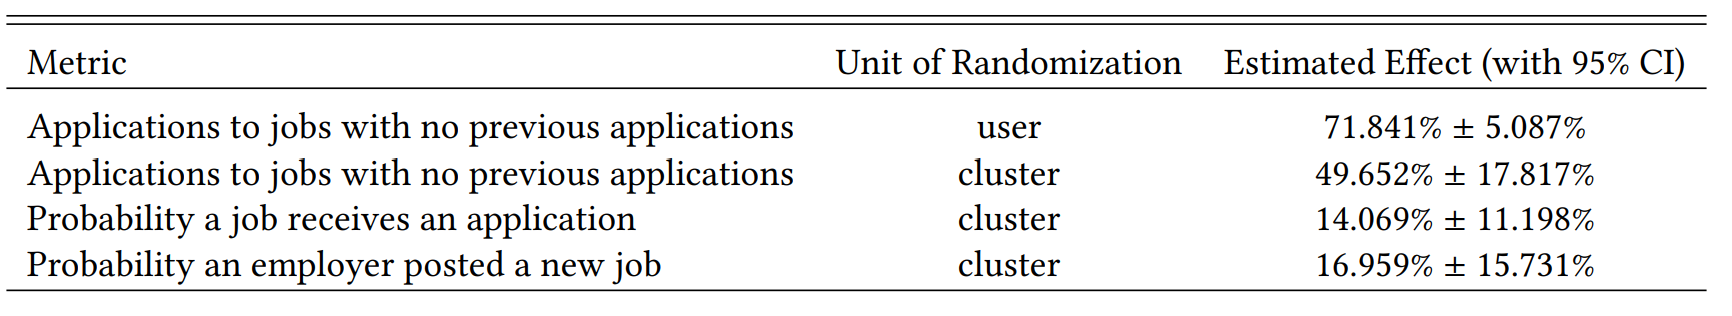 Metric Unit of Randomization Estimated Effect (with 95% CI)
Applications to jobs with no previous applications user 71.841% ± 5.087%
Applications to jobs with no previous applications cluster 49.652% ± 17.817%
Probability a job receives an application cluster 14.069% ± 11.198%
Probability an employer posted a new job cluster 16.959% ± 15.731%